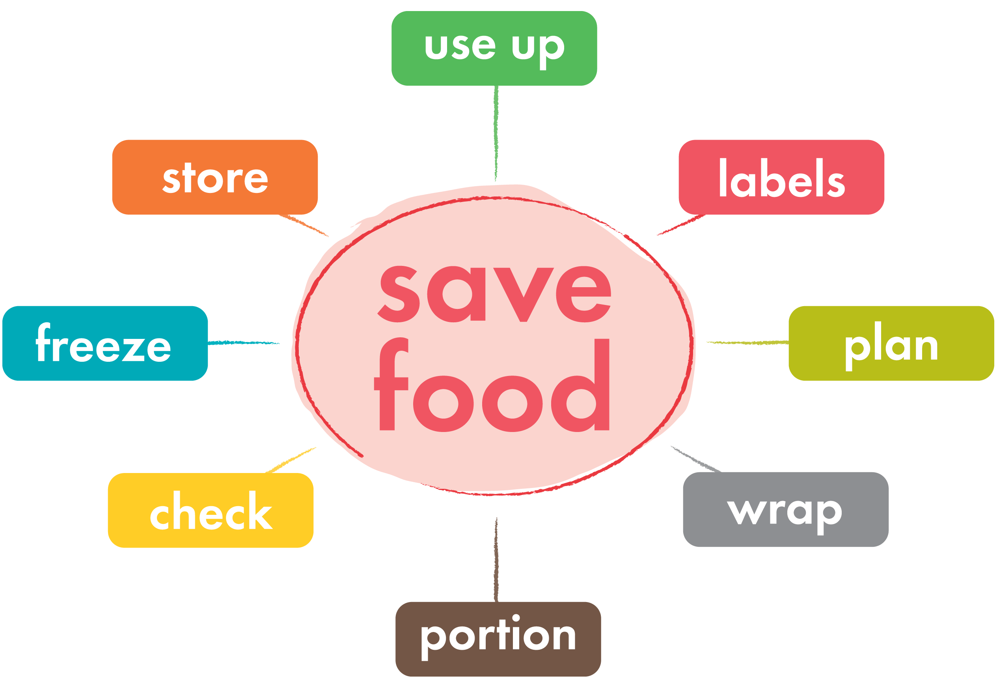 use up
store
labels
save
food
freeze
plan
check
wrap
portion